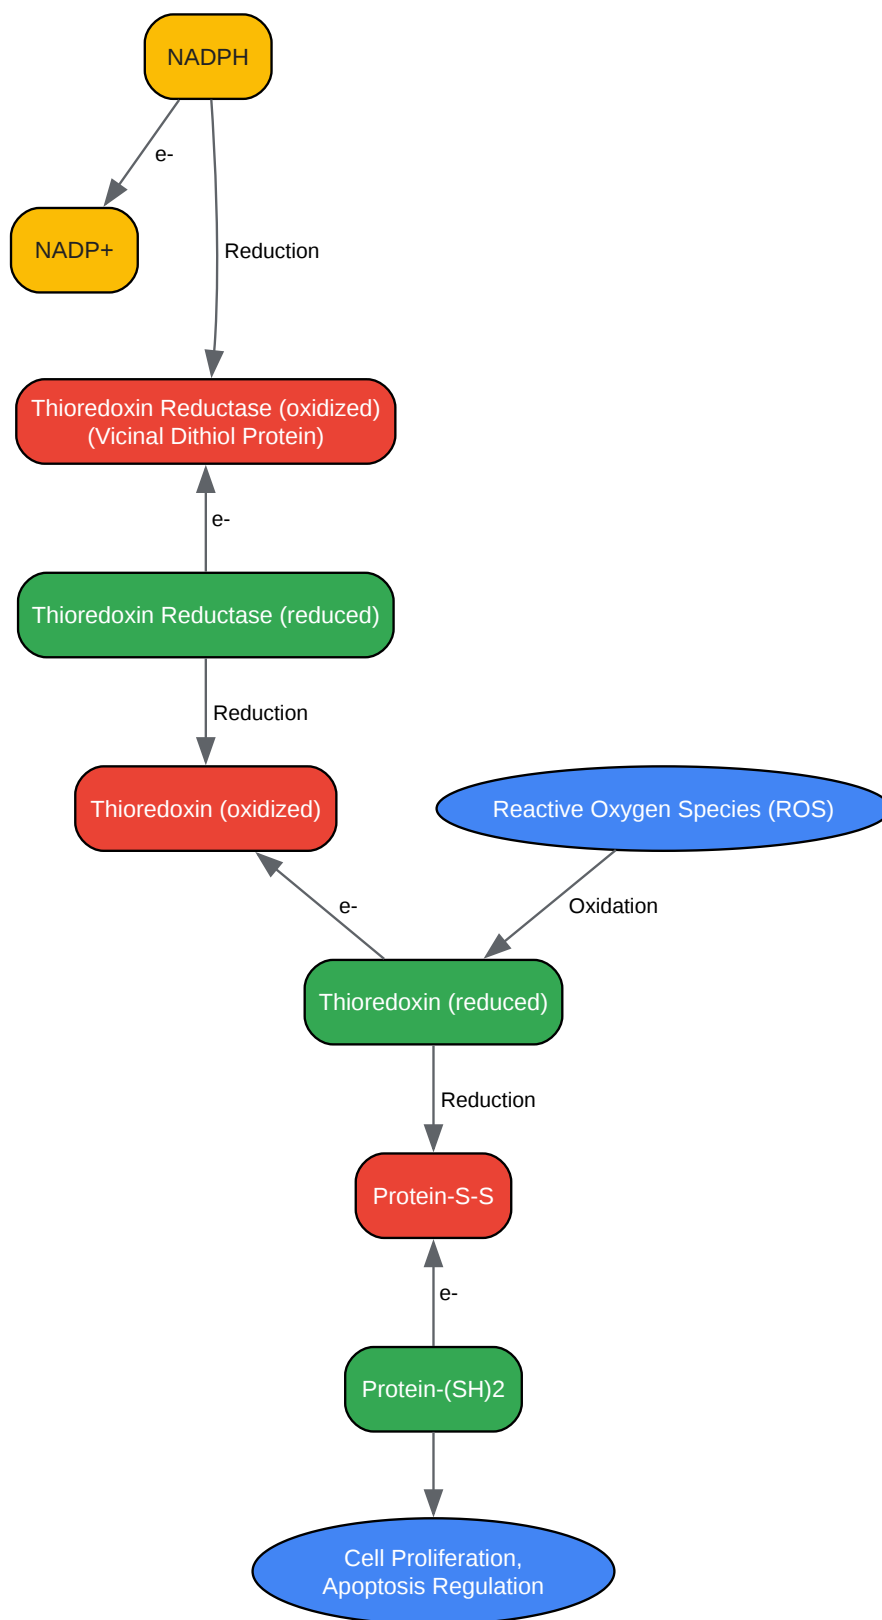 NADPH
e-
NADP+
Reduction
Thioredoxin Reductase (oxidized)
(Vicinal Dithiol Protein)
e-
Thioredoxin Reductase (reduced)
Reduction
Thioredoxin (oxidized)
Reactive Oxygen Species (ROS)
e-
Oxidation
Thioredoxin (reduced)
Reduction
Protein-S-S
e-
Protein-(SH)2
Cell Proliferation,
Apoptosis Regulation